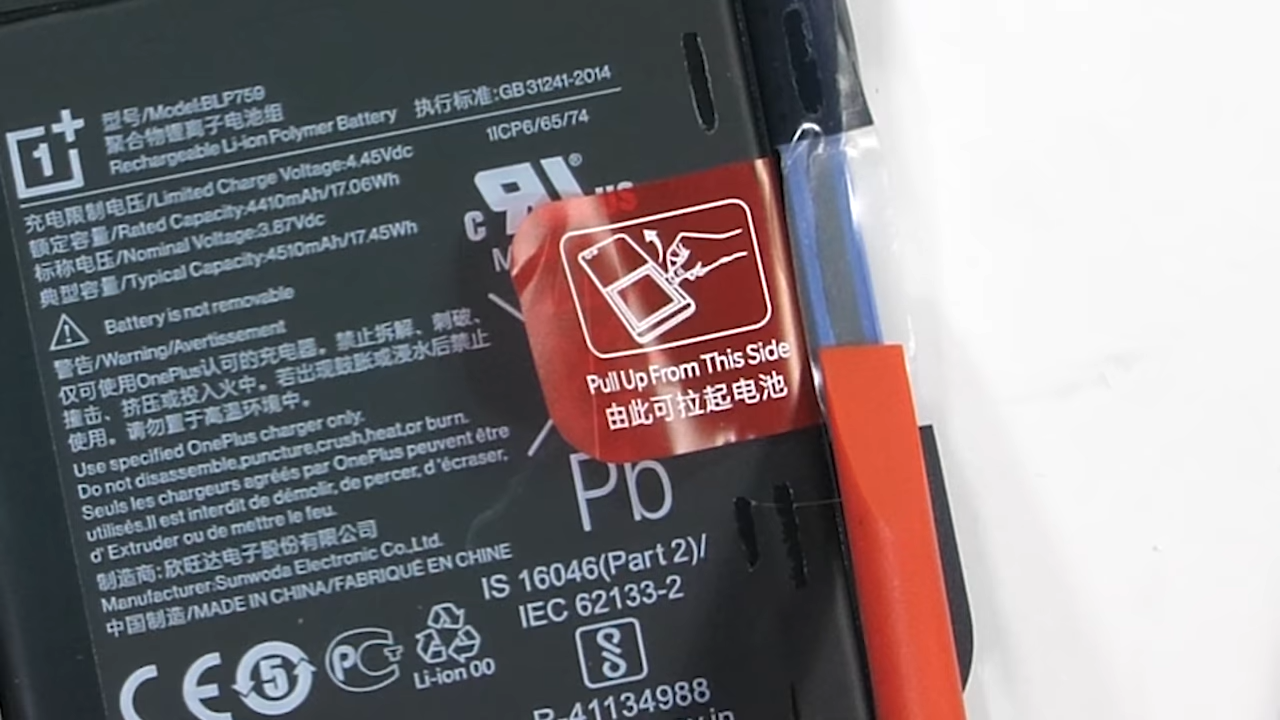 1+
型号/Model:BLP759
聚合物锂离子电池组
Rechargeable Li-ion Polymer Battery
执行标准:GB 31241-2014
充电限制电压/Limited Charge Voltage:4.45Vdc
额定容量/Rated Capacity:4410mAh/17.06Wh
标称电压/Nominal Voltage:3.87Vdc
典型容量/Typical Capacity:4510mAh/17.45Wh
1ICP6/65/74
C
®
US
Battery is not removable
警告/Warning/Avertissement
仅可使用OnePlus认可的充电器。禁止拆解、刺破、
撞击、挤压或投入火中。若出现鼓胀或浸水后禁止
使用。请勿置于高温环境中。
Use specified OnePlus charger only.
Do not disassemble,puncture,crush,heat,or burn.
Seuls les chargeurs agréés par OnePlus peuvent être
utilisés.Il est interdit de démolir, de percer, d'écraser,
d' Extruder ou de mettre le feu.
制造商:欣旺达电子股份有限公司
Manufacturer:Sunwoda Electronic Co.,Ltd.
中国制造/MADE IN CHINA/FABRIQUÉ EN CHINE
Pull Up From This Side
由此可拉起电池
Pb
IS 16046(Part 2)/
IEC 62133-2
CE
5
Li-ion 00
R-41134988